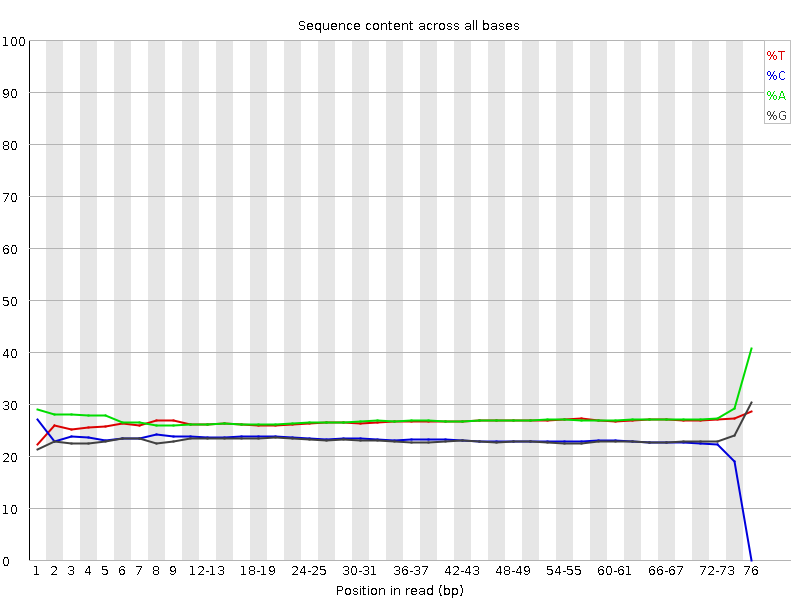 Sequence content across all bases
100
90
80
70
60
50
40
30
20
10
0
%T
%C
%A
%G
1 2 3 4 5 6 7 8 9 12-13 18-19 24-25 30-31 36-37 42-43 48-49 54-55 60-61 66-67 72-73 76
Position in read (bp)